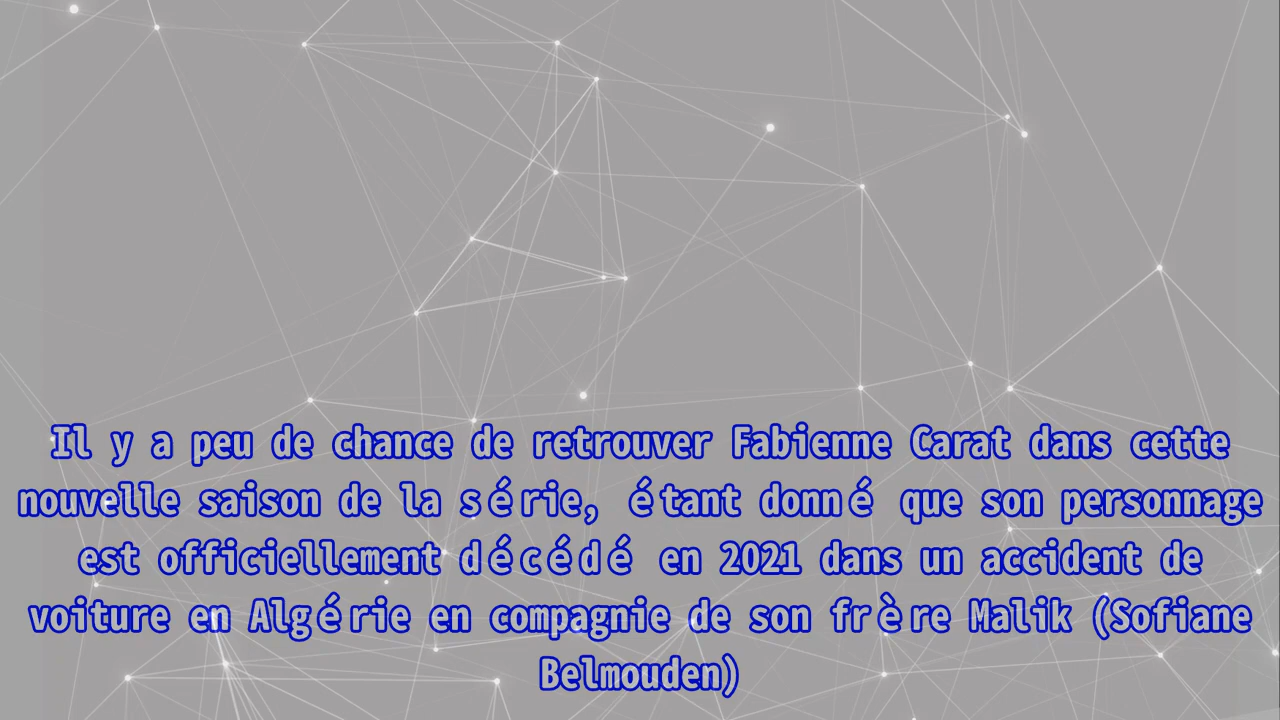 Il y a peu de chance de retrouver Fabienne Carat dans cette
nouvelle saison de la série, étant donné que son personnage
est officiellement décédé en 2021 dans un accident de
voiture en Algérie en compagnie de son frère Malik (Sofiane
Belmouden)